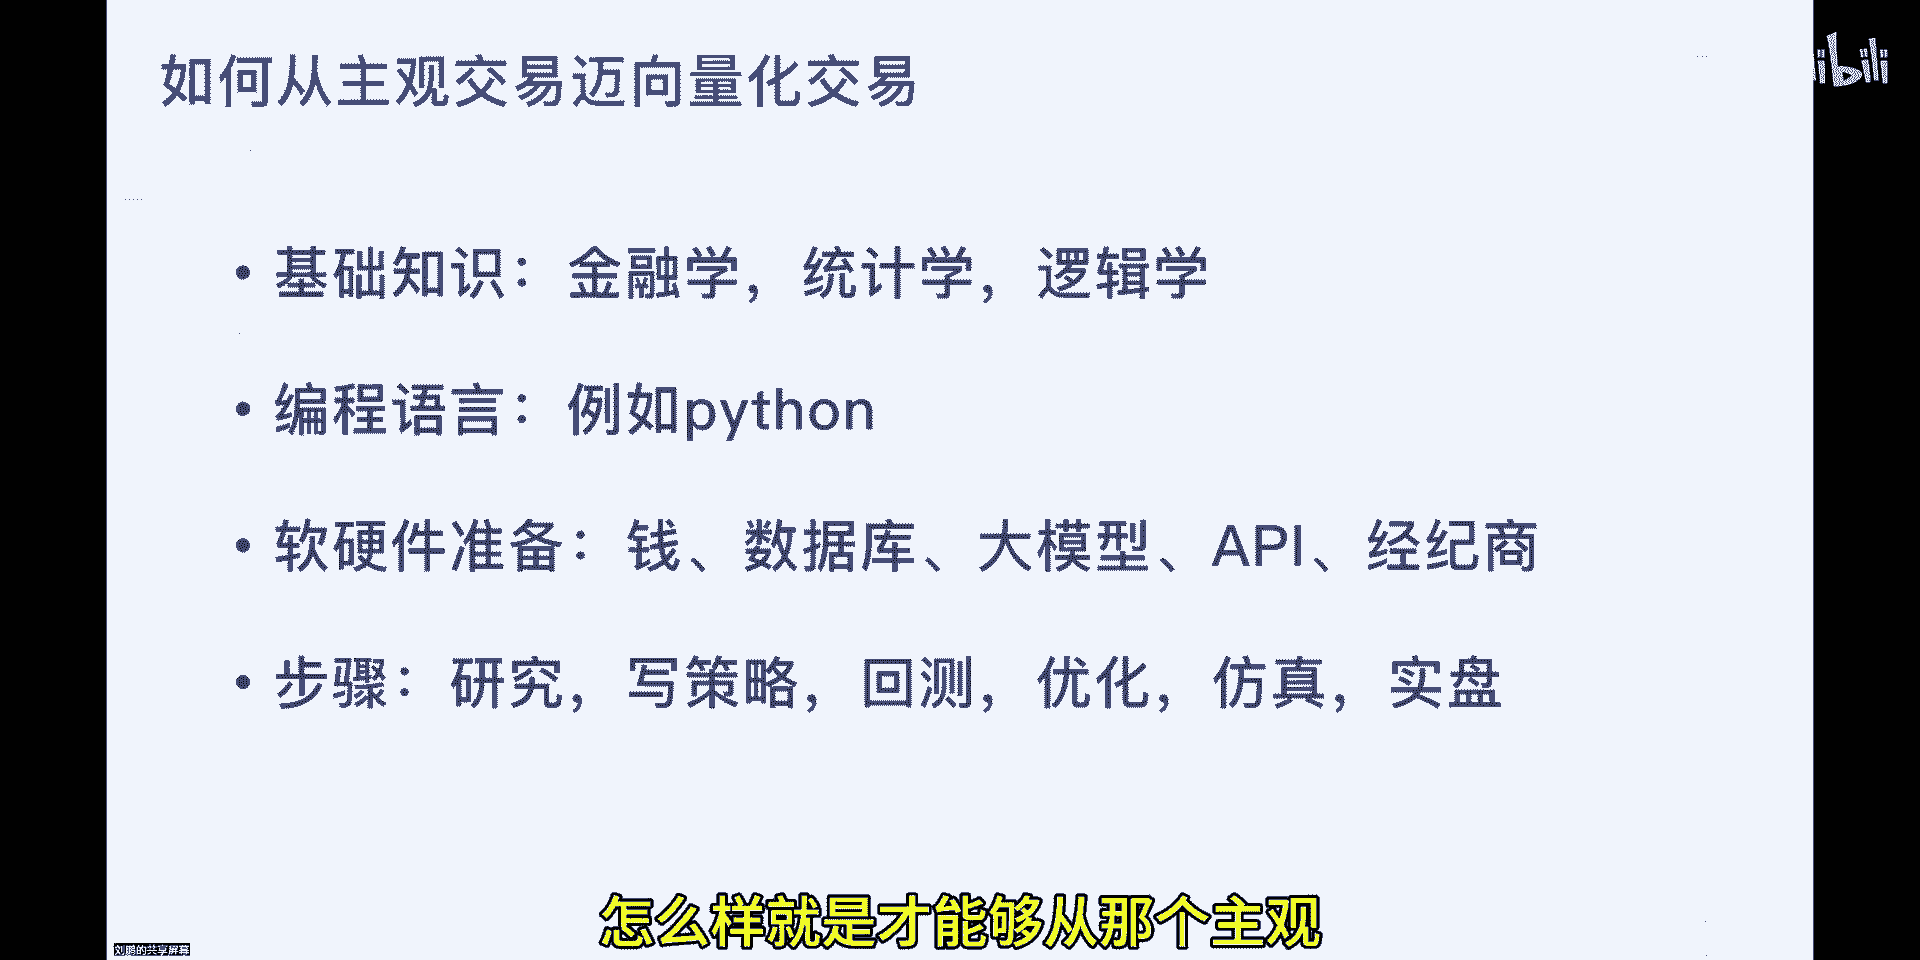 如何从主观交易迈向量化交易
ibili
• 基础知识：金融学，统计学，逻辑学
• 编程语言：例如python
• 软硬件准备：钱、数据库、大模型、API、经纪商
• 步骤：研究，写策略，回测，优化，仿真，实盘
怎么样就是才能够从那个主观
刘鹏的共享屏幕